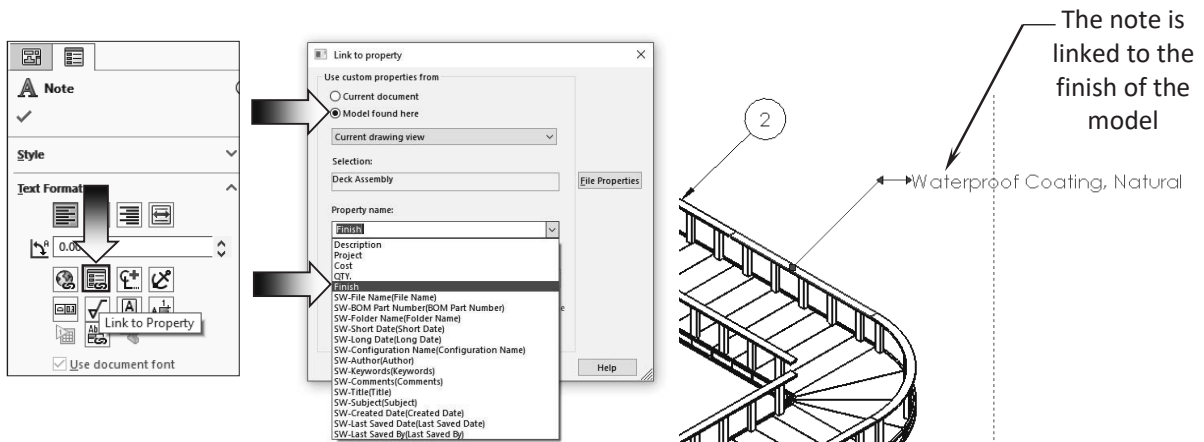 Note
Style
Text Format
0.00
Link to Property
Use document font
Link to property
Use custom properties from
Current document
Model found here
Current drawing view
Selection:
Deck Assembly
File Properties
Property name:
Finish
Description
Project
Cost
QTY.
Finish
SW-File Name(File Name)
SW-BOM Part Number(BOM Part Number)
SW-Folder Name(Folder Name)
SW-Short Date(Short Date)
SW-Long Date(Long Date)
SW-Configuration Name(Configuration Name)
SW-Author(Author)
SW-Keywords(Keywords)
SW-Comments(Comments)
SW-Title(Title)
SW-Subject(Subject)
SW-Created Date(Created Date)
SW-Last Saved Date(Last Saved Date)
SW-Last Saved By(Last Saved By)
Help
2
Waterproof Coating, Natural
The note is
linked to the
finish of the
model